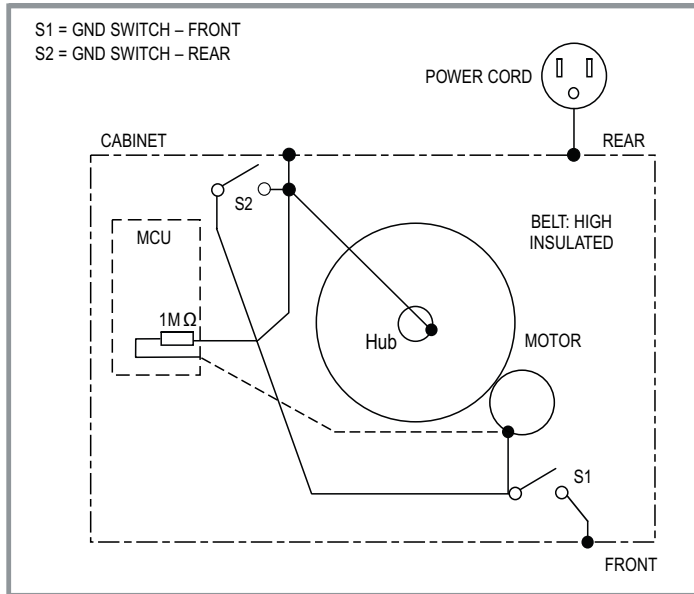 S1 = GND SWITCH – FRONT
S2 = GND SWITCH – REAR
POWER CORD
CABINET
REAR
S2
BELT: HIGH
INSULATED
MCU
1M Ω
Hub
MOTOR
S1
FRONT